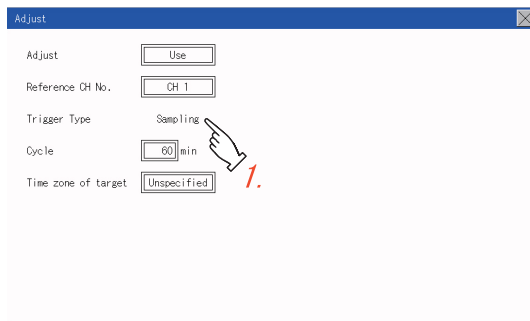 Adjust
Adjust Use
Reference CH No. CH 1
Trigger Type Sampling
Cycle 60 min
Time zone of target Unspecified
1.